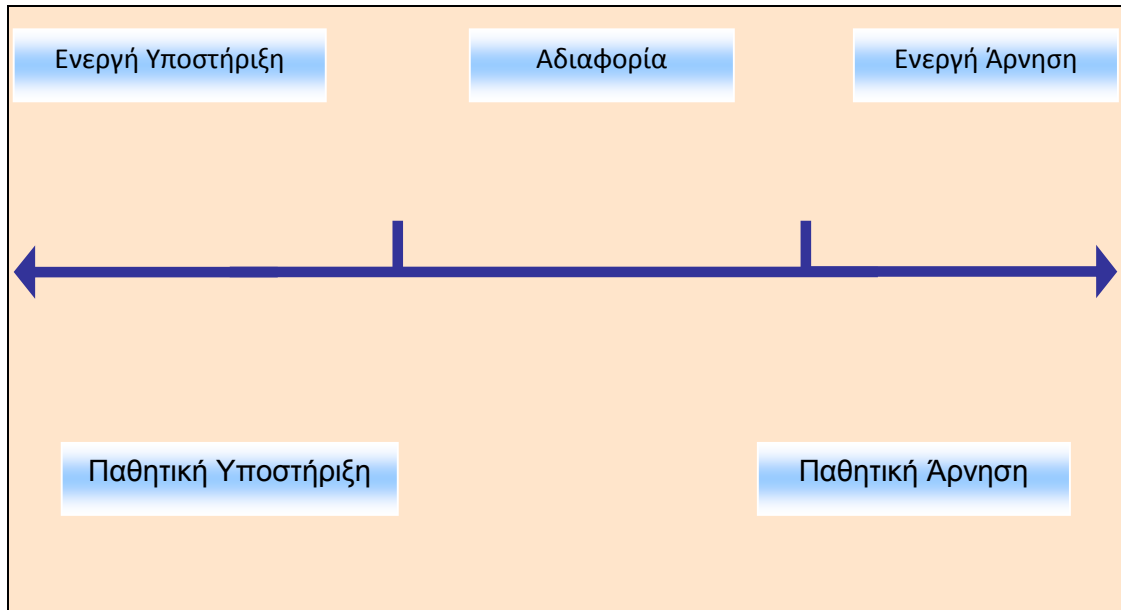 Ενεργή Υποστήριξη
Αδιαφορία
Ενεργή Άρνηση
Παθητική Υποστήριξη
Παθητική Άρνηση